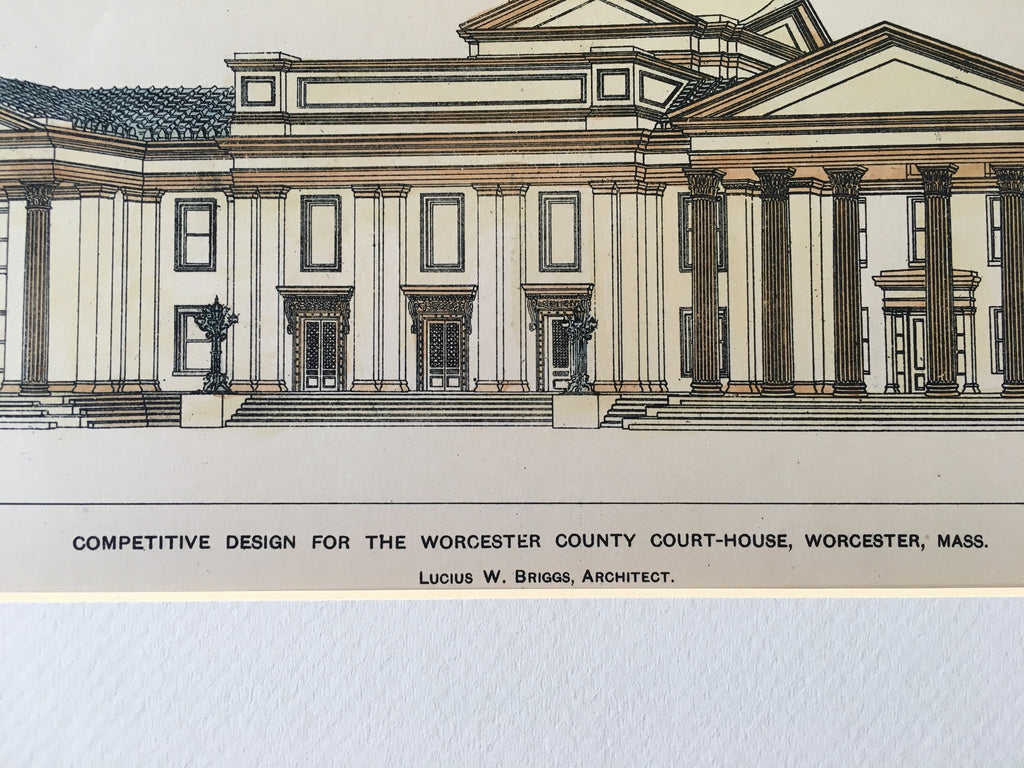 COMPETITIVE DESIGN FOR THE WORCESTER COUNTY COURT-HOUSE, WORCESTER, MASS.
LUCIUS W. BRIGGS, ARCHITECT.